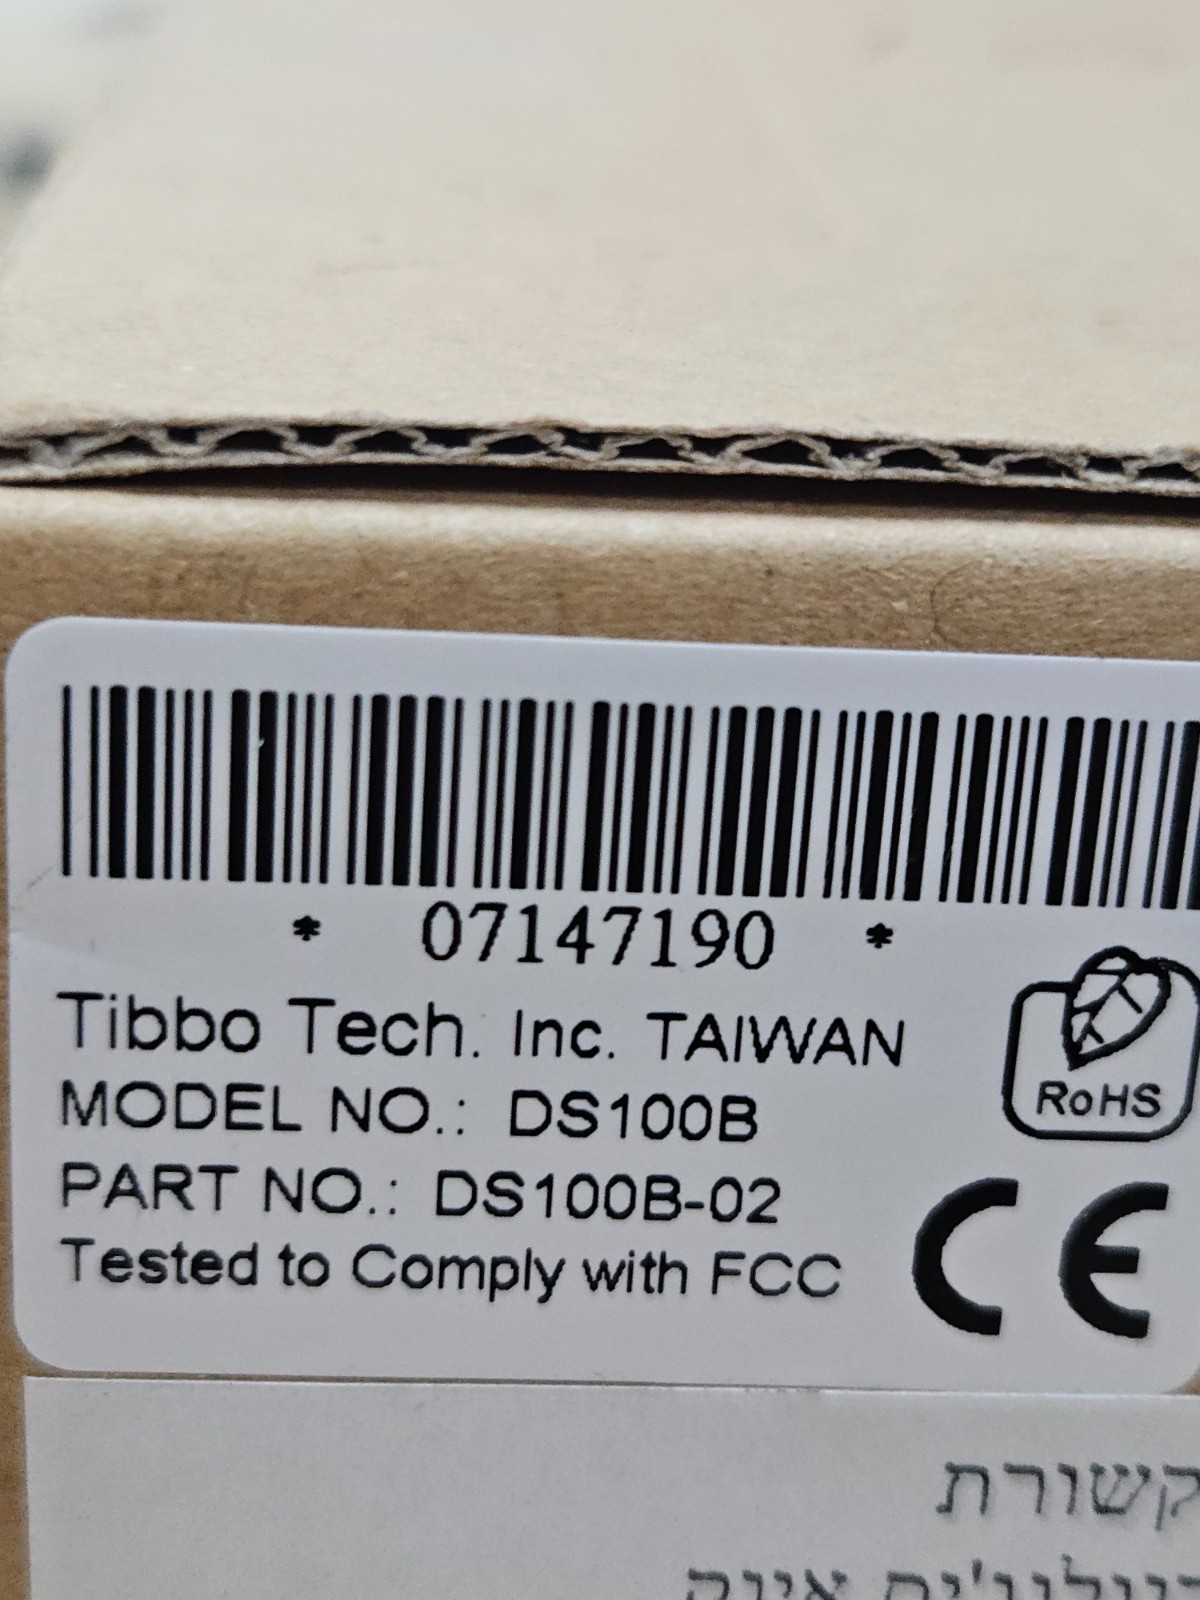 * 07147190 *
Tibbo Tech. Inc. TAIWAN
MODEL NO.: DS100B
PART NO.: DS100B-02
Tested to Comply with FCC
RoHS
CE
קשורת